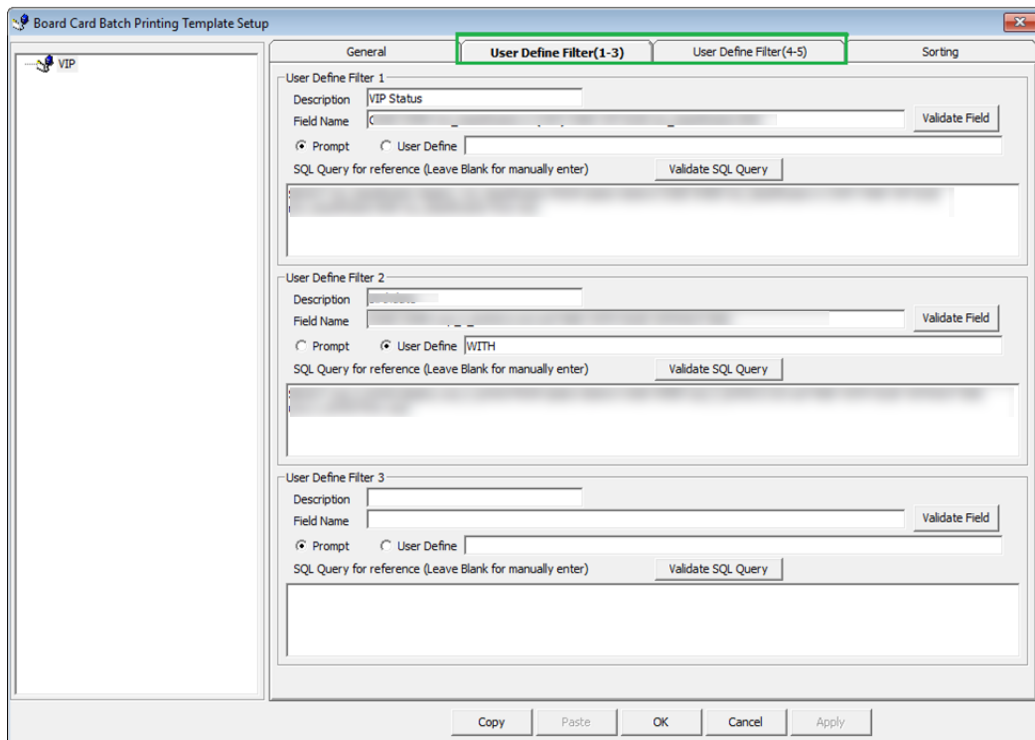 Board Card Batch Printing Template Setup
VIP
General
User Define Filter(1-3)
User Define Filter(4-5)
Sorting
User Define Filter 1
Description VIP Status
Field Name Validate Field
Prompt User Define
SQL Query for reference (Leave Blank for manually enter) Validate SQL Query
User Define Filter 2
Description
Field Name Validate Field
Prompt User Define WITH
SQL Query for reference (Leave Blank for manually enter) Validate SQL Query
User Define Filter 3
Description
Field Name Validate Field
Prompt User Define
SQL Query for reference (Leave Blank for manually enter) Validate SQL Query
Copy Paste OK Cancel Apply